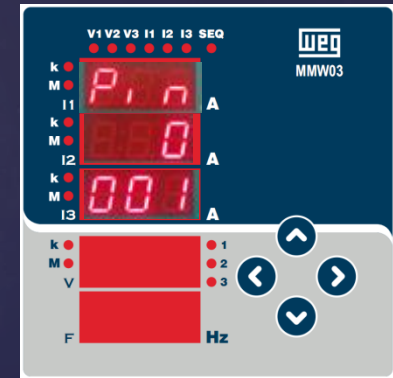 V1 V2 V3 I1 I2 I3 SEQ
weg
MMW03
k
M
I1
Pin
A
k
M
I2
0
A
k
M
I3
001
A
k
M
V
1
2
3
F
Hz